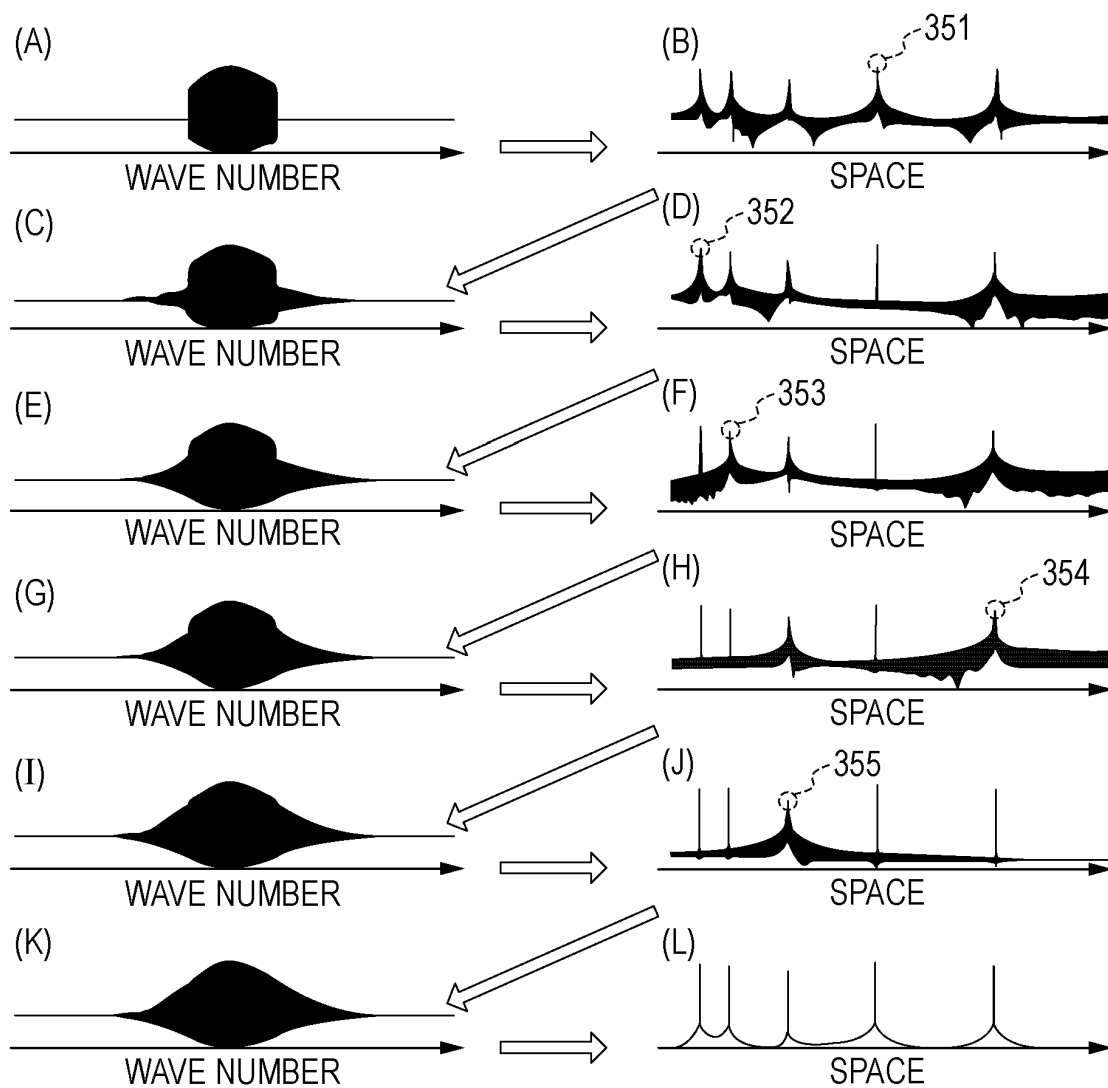 (A)
WAVE NUMBER
(B)
351
SPACE
(C)
WAVE NUMBER
(D)
352
SPACE
(E)
WAVE NUMBER
(F)
353
SPACE
(G)
WAVE NUMBER
(H)
354
SPACE
(I)
WAVE NUMBER
(J)
355
SPACE
(K)
WAVE NUMBER
(L)
SPACE